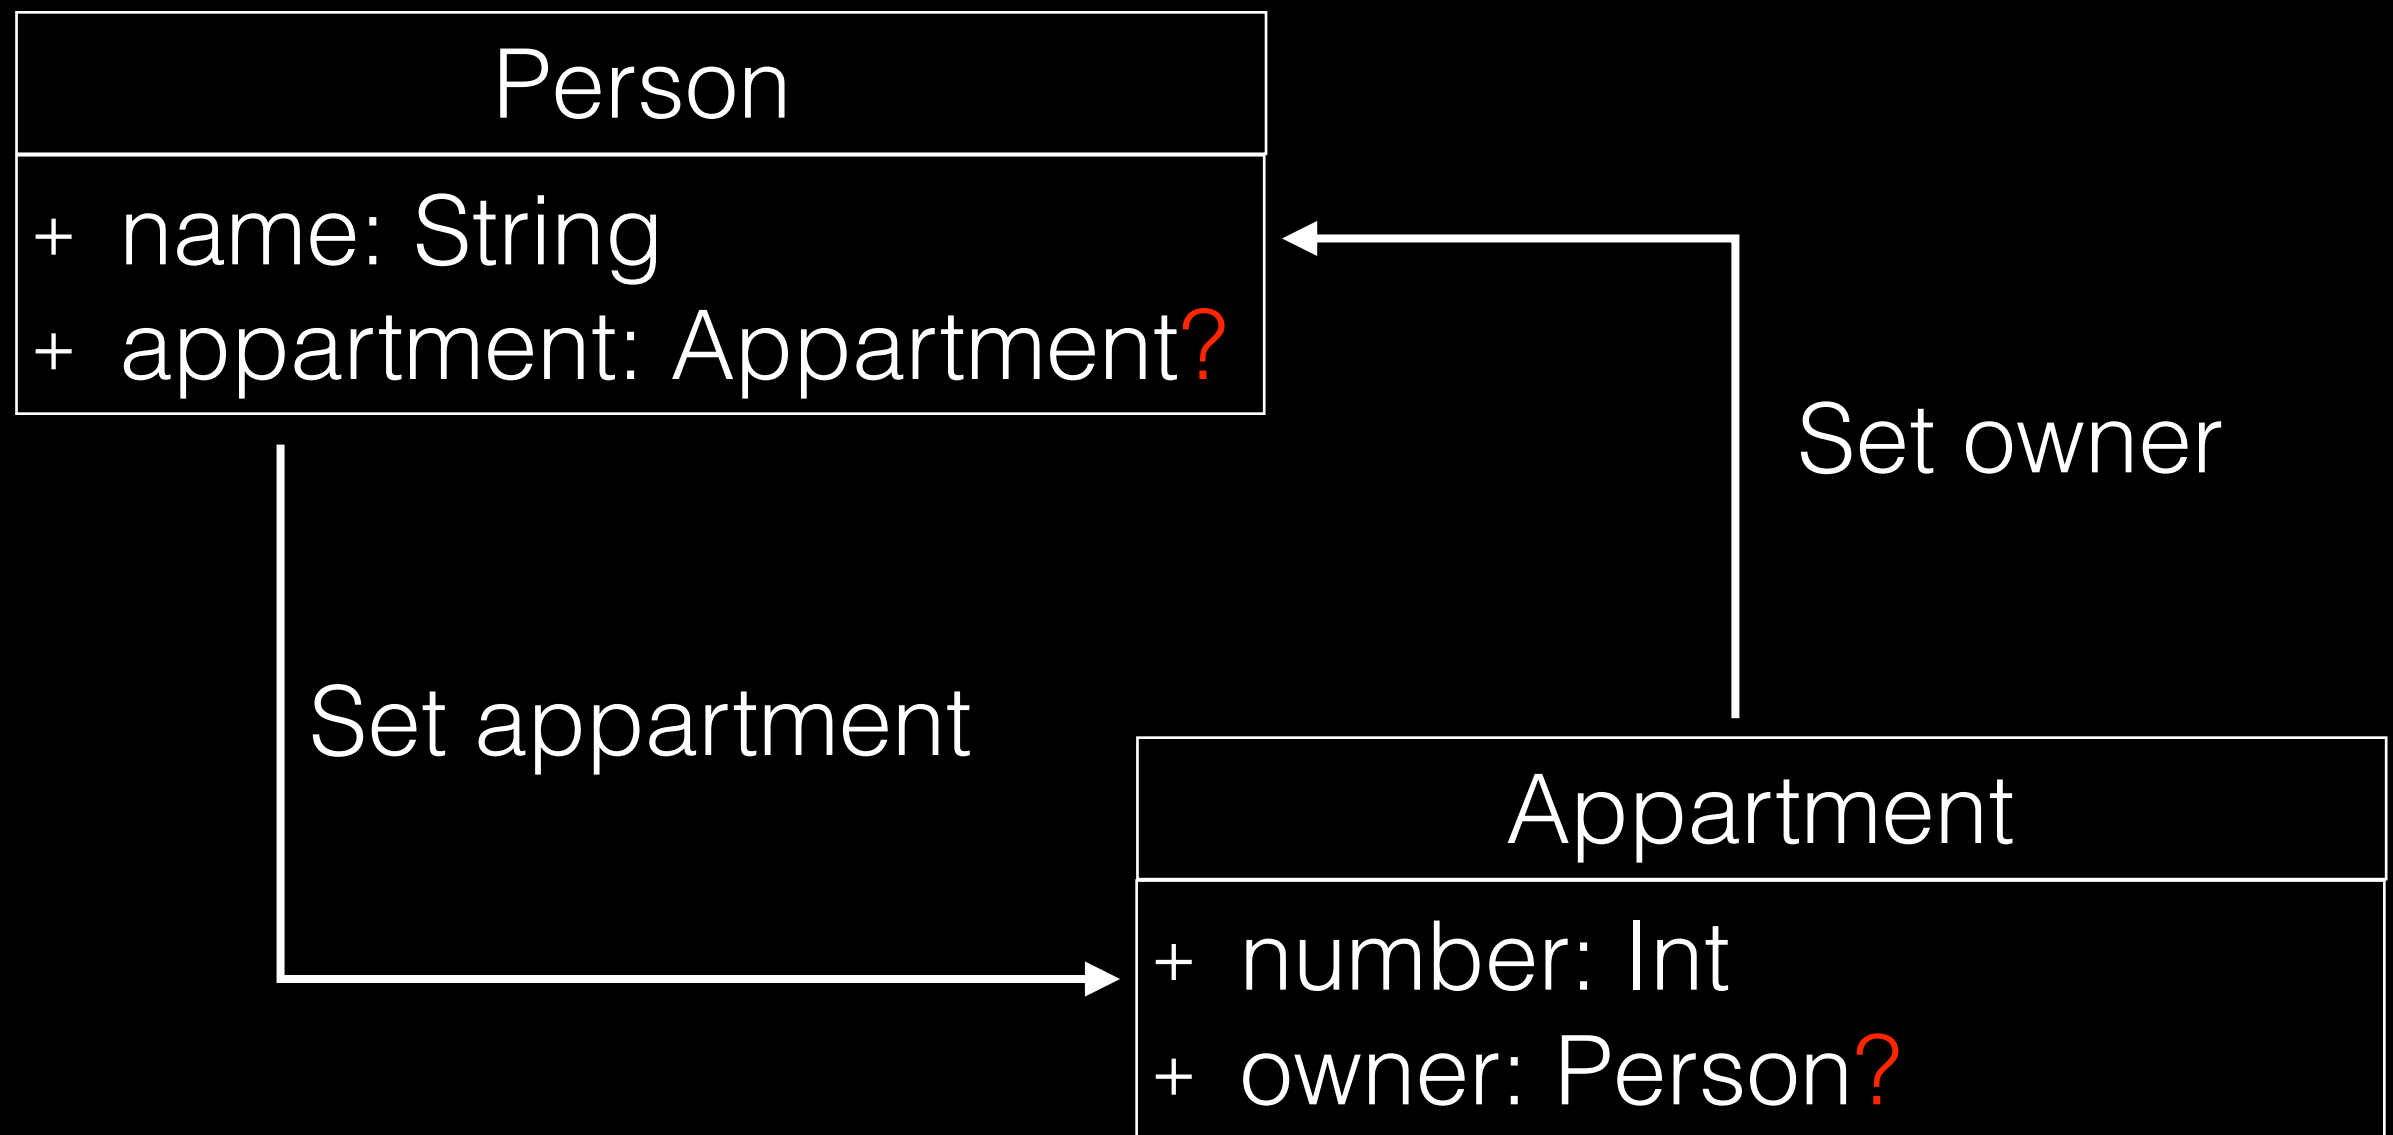 Person
+ name: String
+ appartment: Appartment?
Set owner
Set appartment
Appartment
+ number: Int
+ owner: Person?